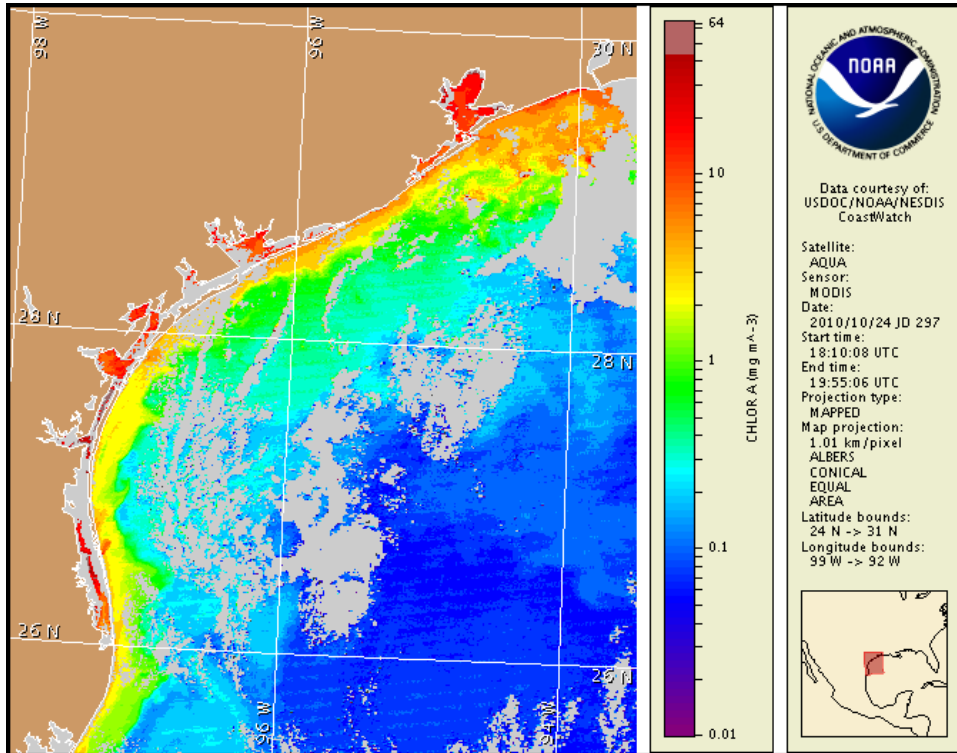 98 W
96 W
30 N
28 N
28 N
26 N
26 N
96 W
94 W
64
10
1
0.1
0.01
CHLOR A (mg m^-3)
NATIONAL OCEANIC AND ATMOSPHERIC ADMINISTRATION
NOAA
U.S. DEPARTMENT OF COMMERCE
Data courtesy of:
USDOC/NOAA/NESDIS
CoastWatch
Satellite:
AQUA
Sensor:
MODIS
Date:
2010/10/24 JD 297
Start time:
18:10:08 UTC
End time:
19:55:06 UTC
Projection type:
MAPPED
Map projection:
1.01 km/pixel
ALBERS
CONICAL
EQUAL
AREA
Latitude bounds:
24 N -> 31 N
Longitude bounds:
99 W -> 92 W